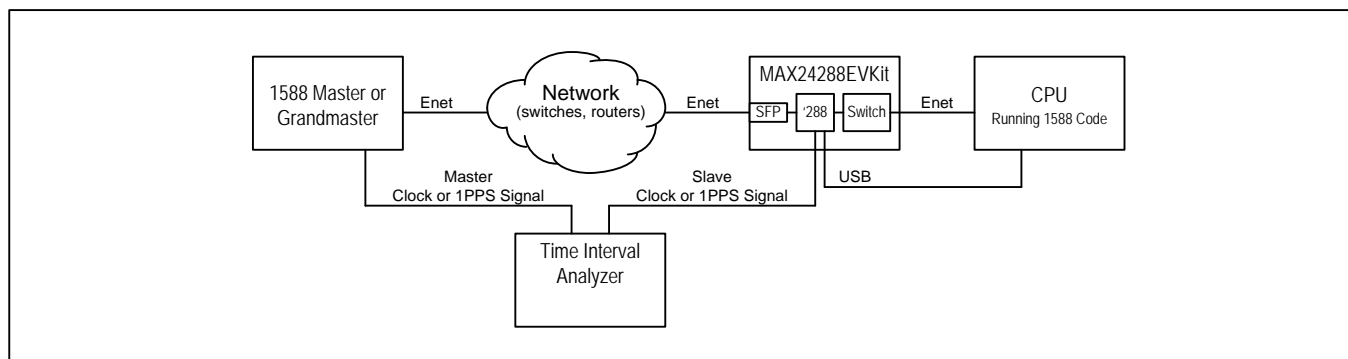 1588 Master or
Grandmaster
Enet
Network
(switches, routers)
Enet
MAX24288EVKit
SFP
'288
Switch
Enet
CPU
Running 1588 Code
Master
Clock or 1PPS Signal
Slave
Clock or 1PPS Signal
USB
Time Interval
Analyzer